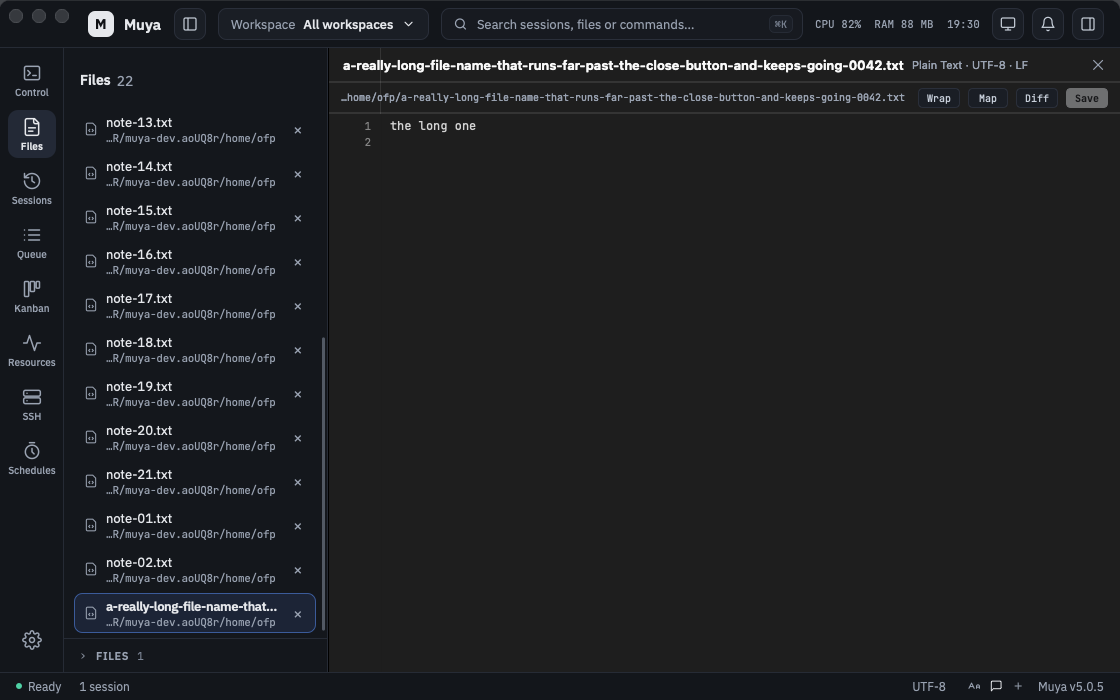 M Muya Workspace All workspaces Search sessions, files or commands... ⌘K CPU 82% RAM 88 MB 19:30
Control
Files
Sessions
Queue
Kanban
Resources
SSH
Schedules
Files 22
note-13.txt
…R/muya-dev.aoUQ8r/home/ofp
note-14.txt
…R/muya-dev.aoUQ8r/home/ofp
note-15.txt
…R/muya-dev.aoUQ8r/home/ofp
note-16.txt
…R/muya-dev.aoUQ8r/home/ofp
note-17.txt
…R/muya-dev.aoUQ8r/home/ofp
note-18.txt
…R/muya-dev.aoUQ8r/home/ofp
note-19.txt
…R/muya-dev.aoUQ8r/home/ofp
note-20.txt
…R/muya-dev.aoUQ8r/home/ofp
note-21.txt
…R/muya-dev.aoUQ8r/home/ofp
note-01.txt
…R/muya-dev.aoUQ8r/home/ofp
note-02.txt
…R/muya-dev.aoUQ8r/home/ofp
a-really-long-file-name-that...
…R/muya-dev.aoUQ8r/home/ofp
FILES 1
a-really-long-file-name-that-runs-far-past-the-close-button-and-keeps-going-0042.txt Plain Text · UTF-8 · LF
…home/ofp/a-really-long-file-name-that-runs-far-past-the-close-button-and-keeps-going-0042.txt Wrap Map Diff Save
1 the long one
2
Ready 1 session UTF-8 Aa + Muya v5.0.5